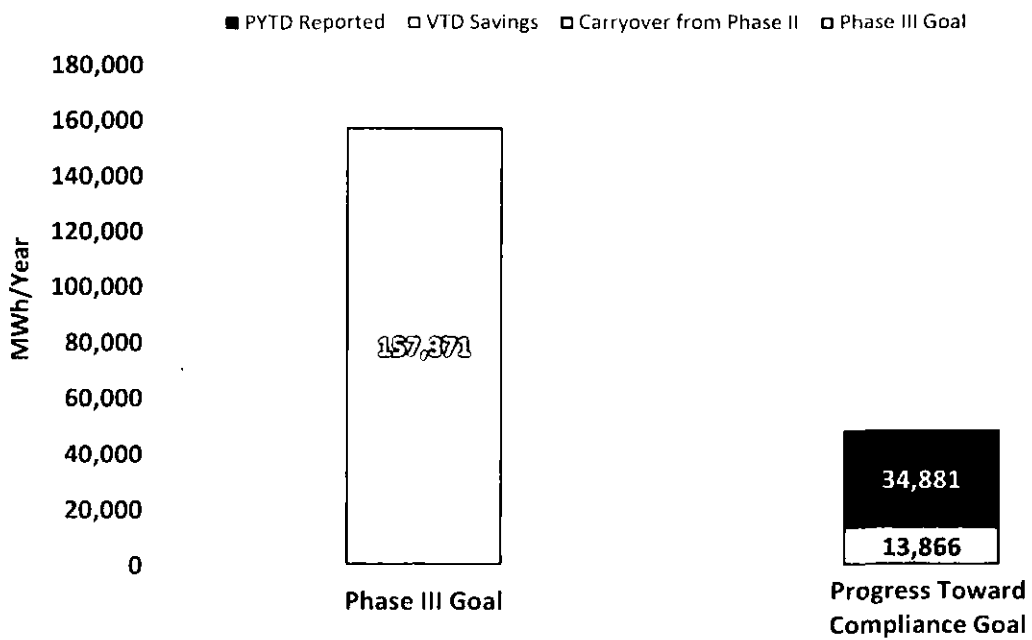 PYTD Reported VTD Savings Carryover from Phase II Phase III Goal
180,000
160,000
140,000
120,000
100,000
80,000
60,000
40,000
20,000
0
MWh/Year
157,371
34,881
13,866
Phase III Goal
Progress Toward
Compliance Goal